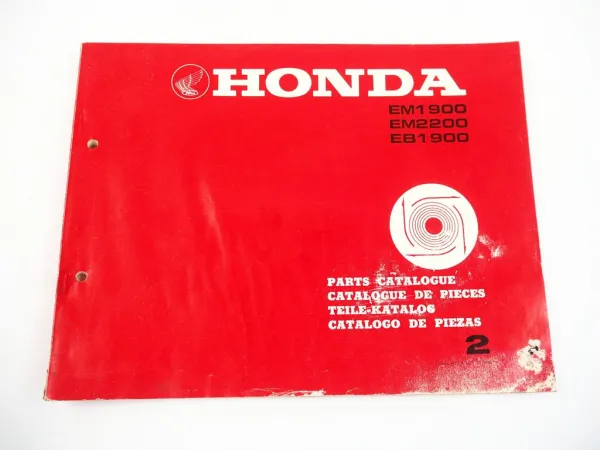 HONDA
EM1900
EM2200
EB1900
PARTS CATALOGUE
CATALOGUE DE PIECES
TEILE-KATALOG
CATALOGO DE PIEZAS
2